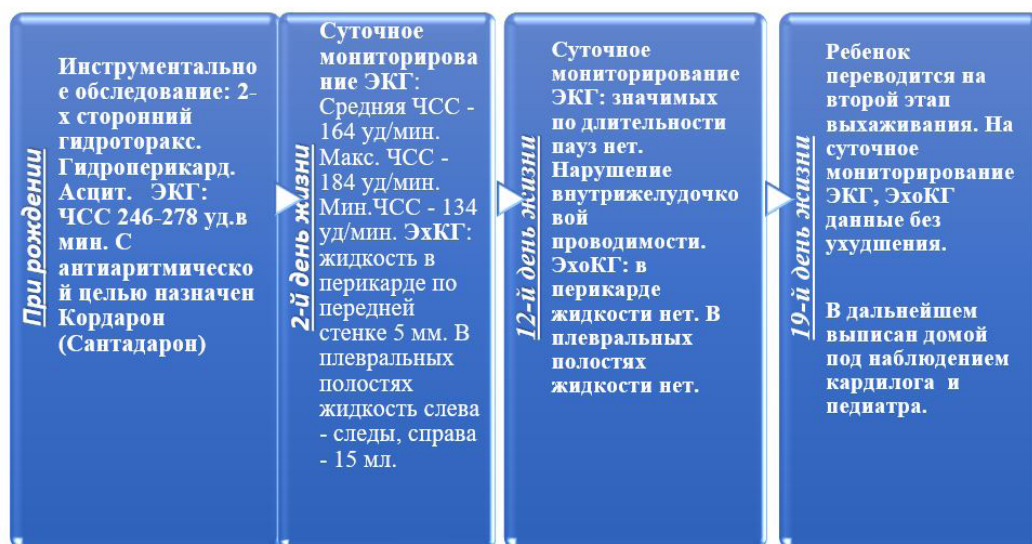 При рождении
Инструментально
е обследование: 2-
х сторонний
гидроторакс.
Гидроперикард.
Асцит. ЭКГ:
ЧСС 246–278 уд.в
мин. С
антиаритмическо
й целью назначен
Кордарон
(Сантадарон)
2-й день жизни
Суточное
мониторирова
ние ЭКГ:
Средняя ЧСС -
164 уд/мин.
Макс. ЧСС -
184 уд/мин.
Мин.ЧСС - 134
уд/мин. ЭхКГ:
жидкость в
перикарде по
передней
стенке 5 мм. В
плевральных
полостях
жидкость слева
- следы, справа
- 15 мл.
12-й день жизни
Суточное
мониторирование
ЭКГ: значимых
по длительности
пауз нет.
Нарушение
внутрижелудочко
вой
проводимости.
ЭхоКГ: в
перикарде
жидкости нет. В
плевральных
полостях
жидкости нет.
19-й день жизни
Ребенок
переводится на
второй этап
выхаживания. На
суточное
мониторирование
ЭКГ, ЭхоКГ
данные без
ухудшения.
В дальнейшем
выписан домой
под наблюдением
кардилога и
педиатра.